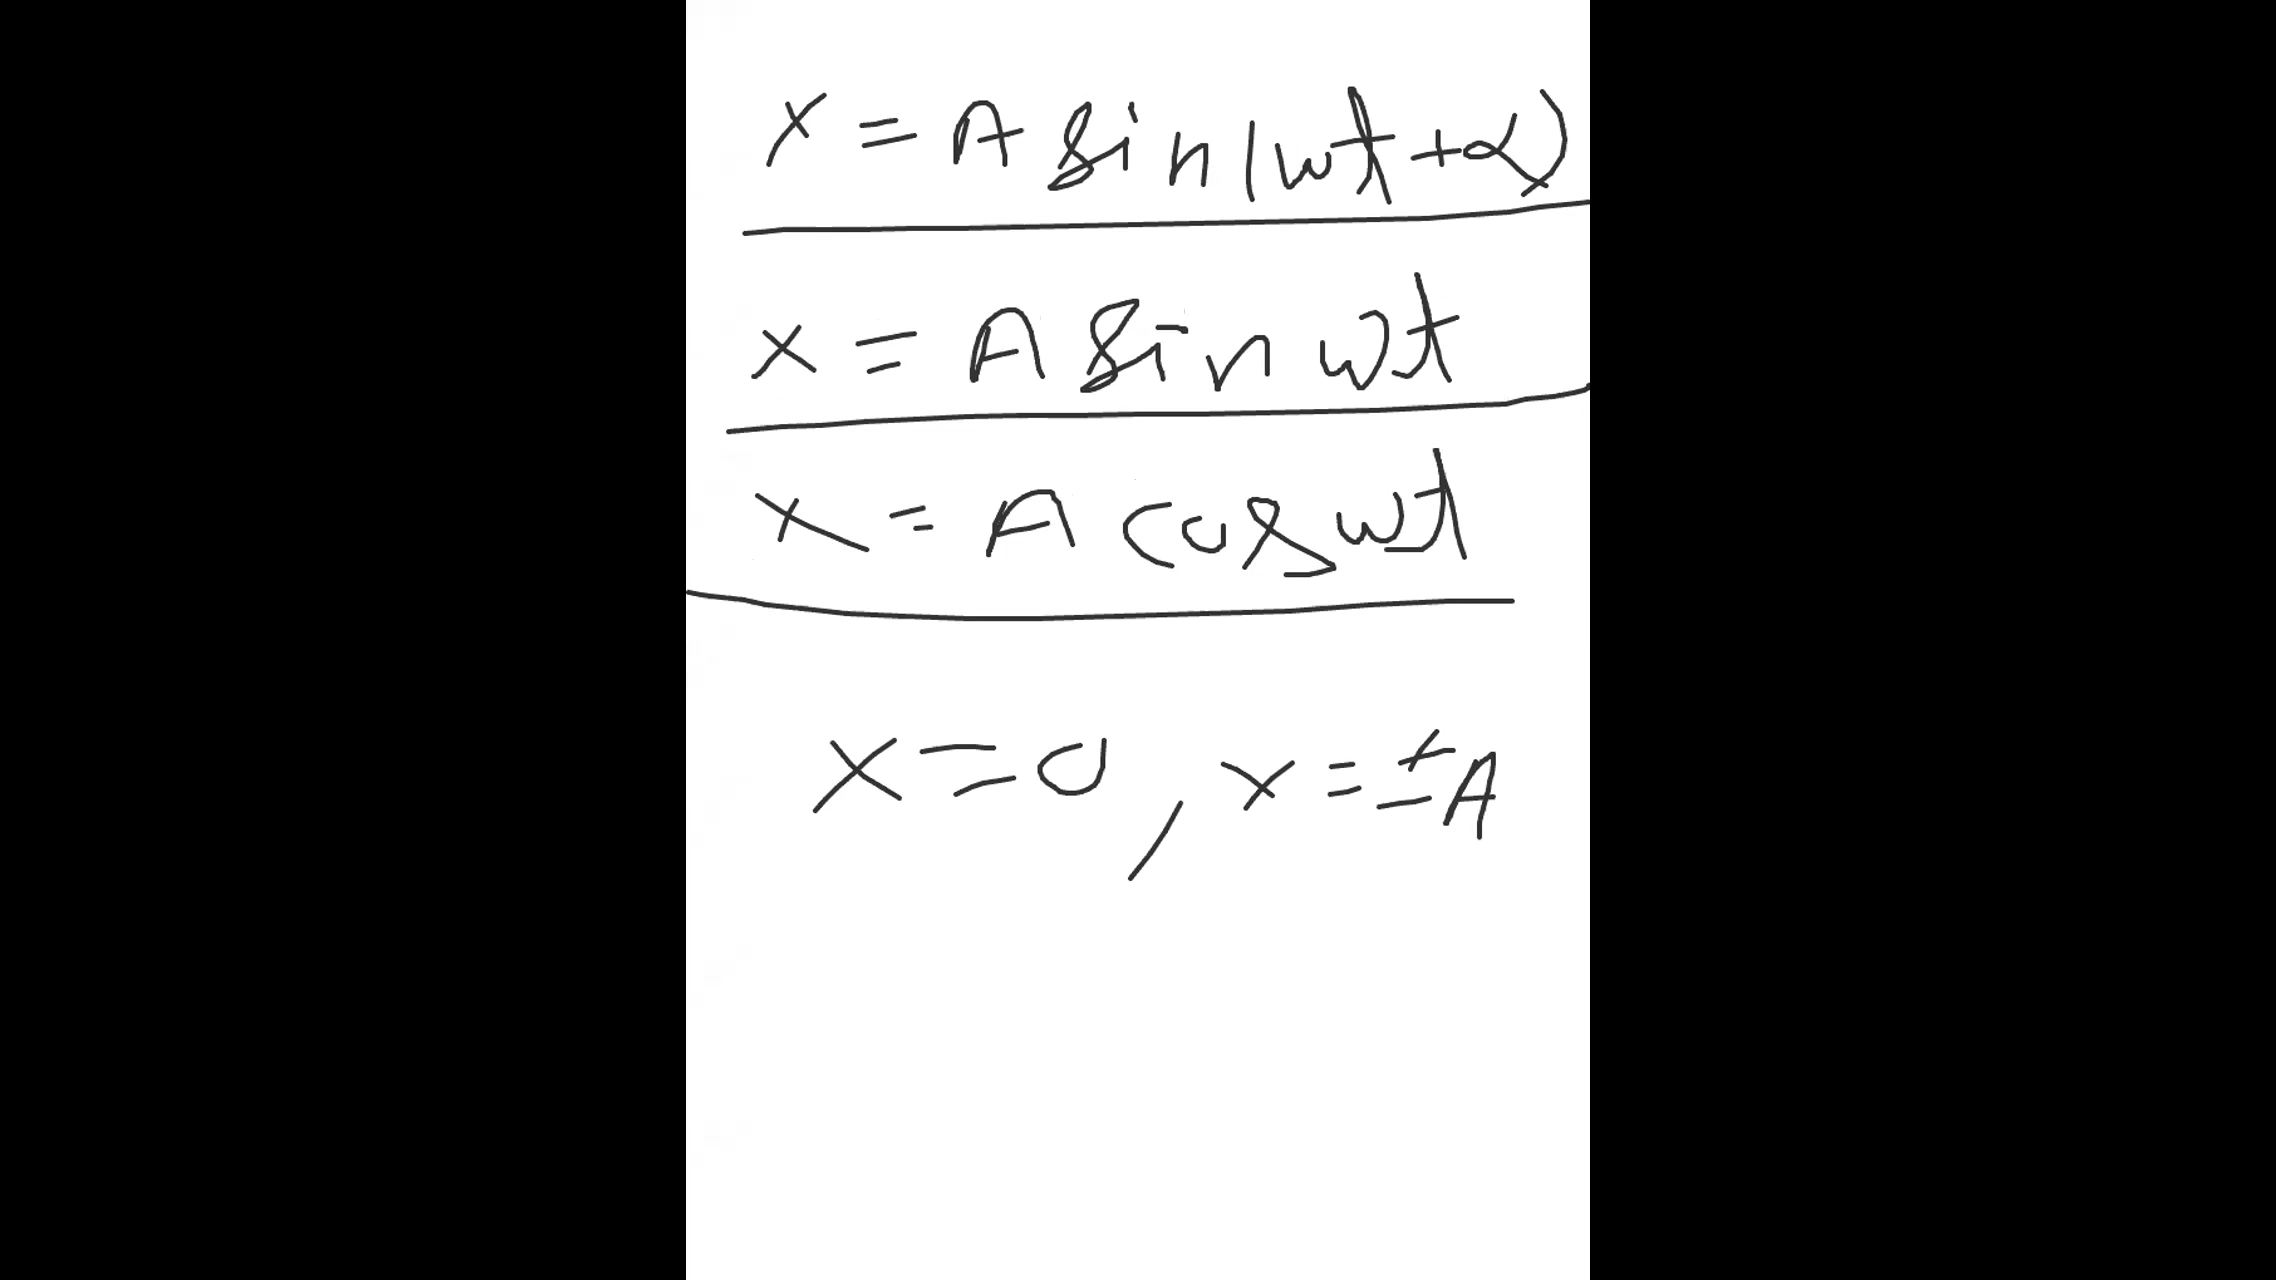 x = A sin(ωt+α)
x = A sin ωt
x = A cos ωt
x = 0, x = ±A